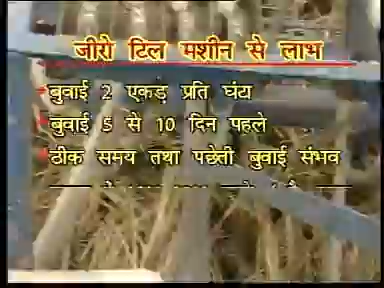 जीरो टिल मशीन से लाभ
बुवाई 2 एकड़ प्रति घंटा
बुवाई 5 से 10 दिन पहले
ठीक समय तथा पछेती बुवाई संभव